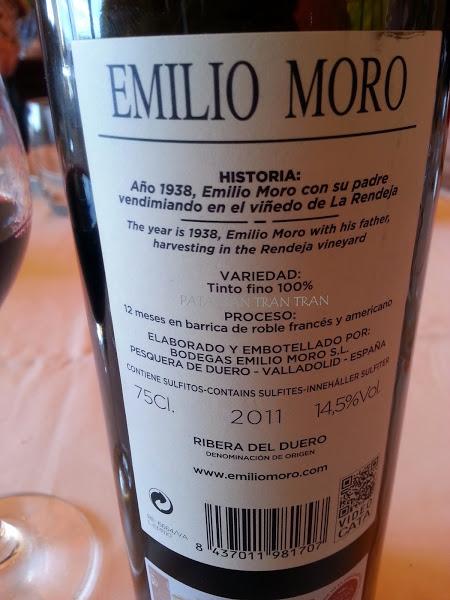 EMILIO MORO
HISTORIA:
Año 1938, Emilio Moro con su padre
vendimiando en el viñedo de La Rendeja
The year is 1938, Emilio Moro with his father,
harvesting in the Rendeja vineyard
VARIEDAD:
Tinto fino 100%
TRAN TRAN
PROCESO:
12 meses en barrica de roble francés y americano
ELABORADO Y EMBOTELLADO POR:
BODEGAS EMILIO MORO S.L.
PESQUERA DE DUERO - VALLADOLID - ESPAÑA
CONTIENE SULFITOS-CONTAINS SULFITES-INNEHÅLLER SULFITER
75Cl. 2011 14,5%Vol.
RIBERA DEL DUERO
DENOMINACIÓN DE ORIGEN
www.emiliomoro.com
VIDEO
CATA
8 437011 981707